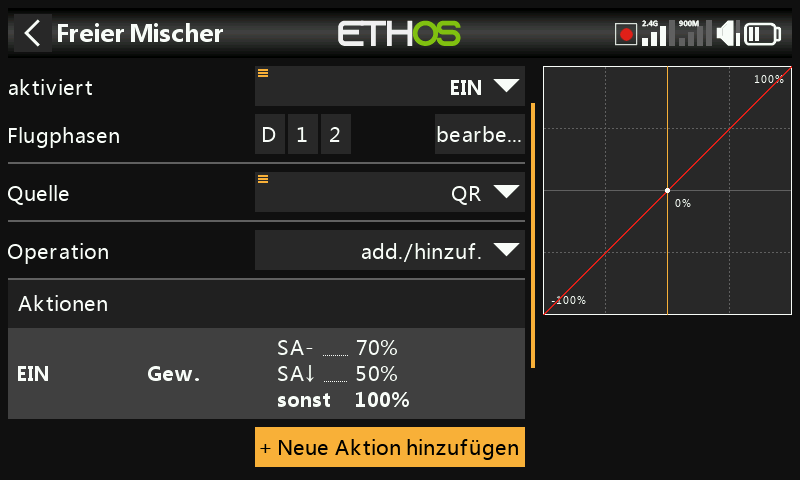 Freier Mischer
ETHOS
2.4G
900M
aktiviert
EIN
Flugphasen
D 1 2
bearbe...
Quelle
QR
Operation
add./hinzuf.
Aktionen
EIN
Gew.
SA- ...... 70%
SA↓ ...... 50%
sonst 100%
+ Neue Aktion hinzufügen
100%
0%
-100%